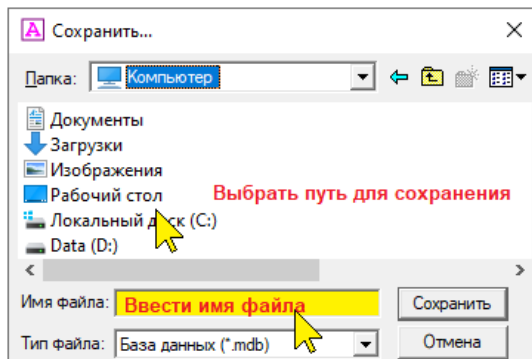 A Сохранить...
Папка: Компьютер
Документы
Загрузки
Изображения
Рабочий стол
Выбрать путь для сохранения
Локальный диск (C:)
Data (D:)
Имя файла: Ввести имя файла Сохранить
Тип файла: База данных (*.mdb) Отмена